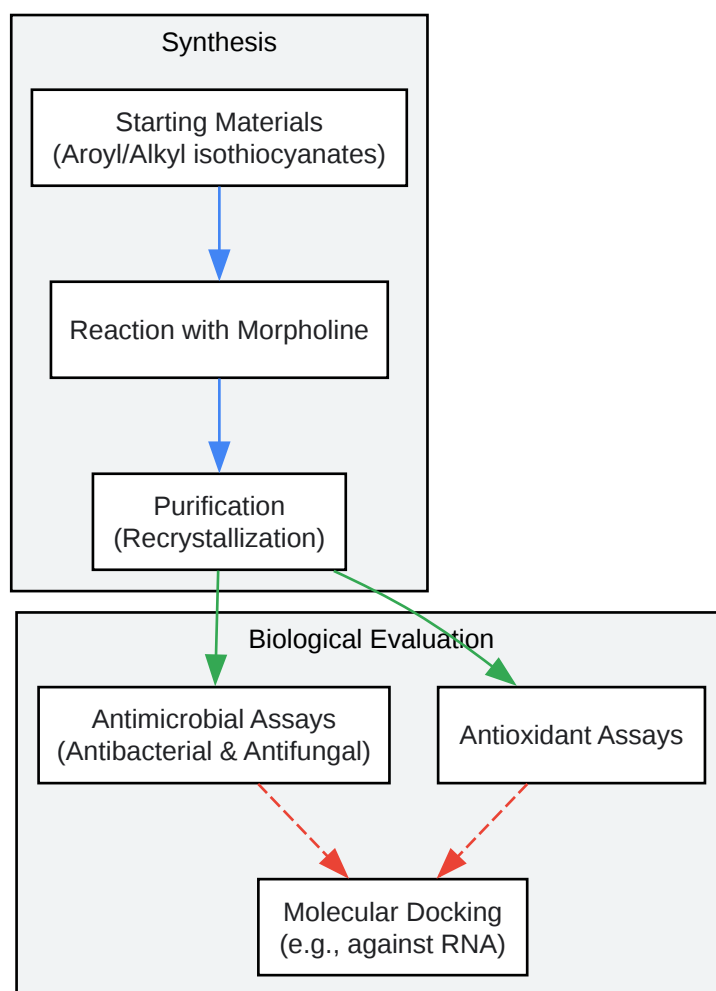 Synthesis
Starting Materials
(Aroyl/Alkyl isothiocyanates)
Reaction with Morpholine
Purification
(Recrystallization)
Biological Evaluation
Antimicrobial Assays
(Antibacterial & Antifungal)
Antioxidant Assays
Molecular Docking
(e.g., against RNA)